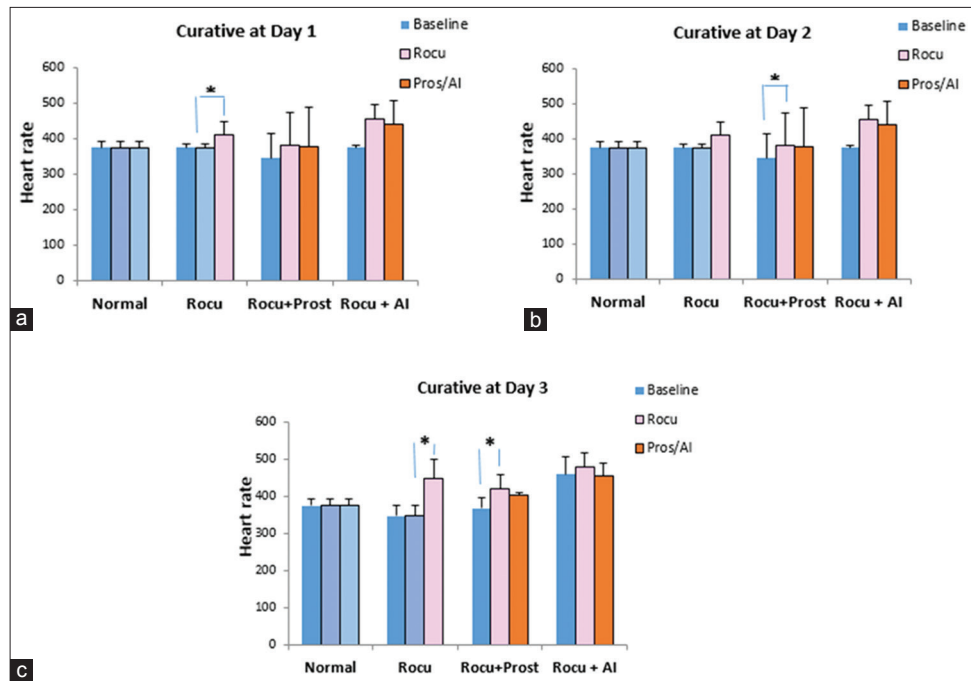 Curative at Day 1
Baseline
Rocu
Pros/AI
*
Heart rate
600
500
400
300
200
100
0
Normal
Rocu
Rocu+Prost
Rocu + AI
a
Curative at Day 2
Baseline
Rocu
Pros/AI
*
Heart rate
600
500
400
300
200
100
0
Normal
Rocu
Rocu+Prost
Rocu + AI
b
Curative at Day 3
Baseline
Rocu
Pros/AI
*
*
Heart rate
600
500
400
300
200
100
0
Normal
Rocu
Rocu+Prost
Rocu + AI
c